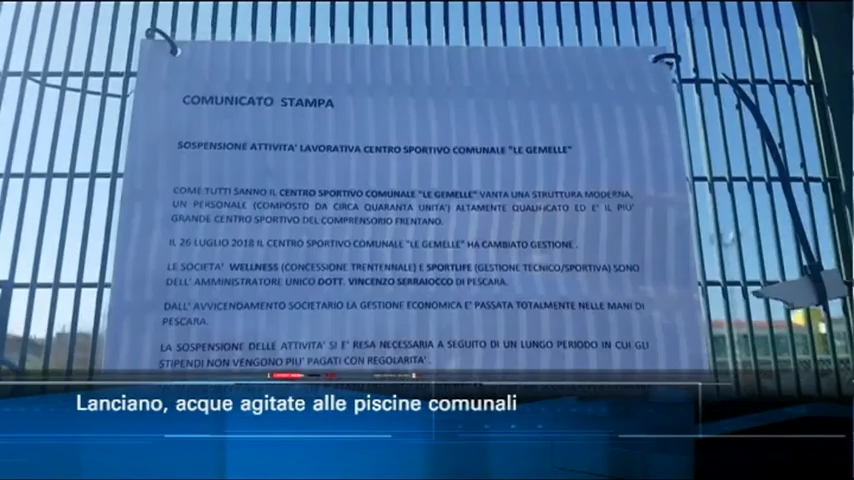 COMUNICATO STAMPA
SOSPENSIONE ATTIVITA' LAVORATIVA CENTRO SPORTIVO COMUNALE "LE GEMELLE"
COME TUTTI SANNO IL CENTRO SPORTIVO COMUNALE "LE GEMELLE" VANTA UNA STRUTTURA MODERNA,
UN PERSONALE (COMPOSTO DA CIRCA QUARANTA UNITA') ALTAMENTE QUALIFICATO ED E' IL PIU'
GRANDE CENTRO SPORTIVO DEL COMPRENSORIO FRENTANO.
IL 26 LUGLIO 2018 IL CENTRO SPORTIVO COMUNALE "LE GEMELLE" HA CAMBIATO GESTIONE .
LE SOCIETA' WELLNESS (CONCESSIONE TRENTENNALE) E SPORTLIFE (GESTIONE TECNICO/SPORTIVA) SONO
DELL'AMMINISTRATORE UNICO DOTT. VINCENZO SERRAIOCCO DI PESCARA.
DALL'AVVICENDAMENTO SOCIETARIO LA GESTIONE ECONOMICA E' PASSATA TOTALMENTE NELLE MANI DI
PESCARA.
LA SOSPENSIONE DELLE ATTIVITA' SI E' RESA NECESSARIA A SEGUITO DI UN LUNGO PERIODO IN CUI GLI
STIPENDI NON VENGONO PIU' PAGATI CON REGOLARITA' .
Lanciano, acque agitate alle piscine comunali